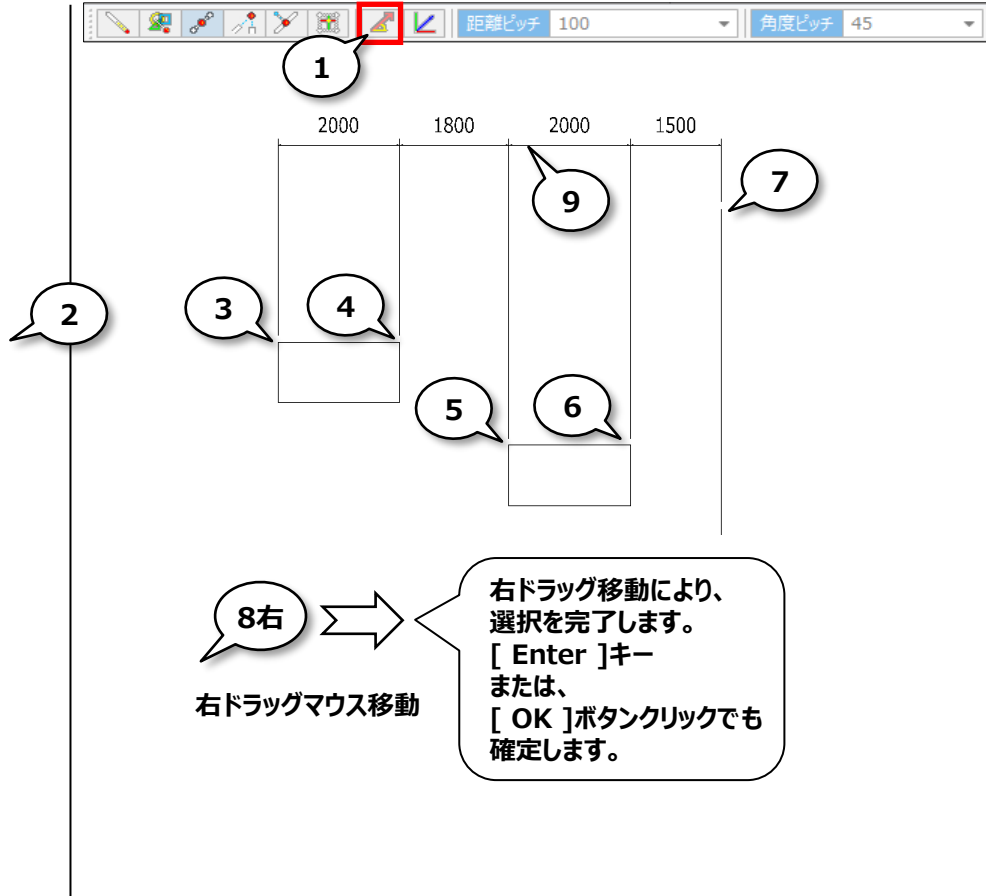 距離ピッチ 100 角度ピッチ 45
1
2000 1800 2000 1500
7
9
3 4
2
5 6
8右
右ドラッグマウス移動
右ドラッグ移動により、
選択を完了します。
[ Enter ]キー
または、
[ OK ]ボタンクリックでも
確定します。